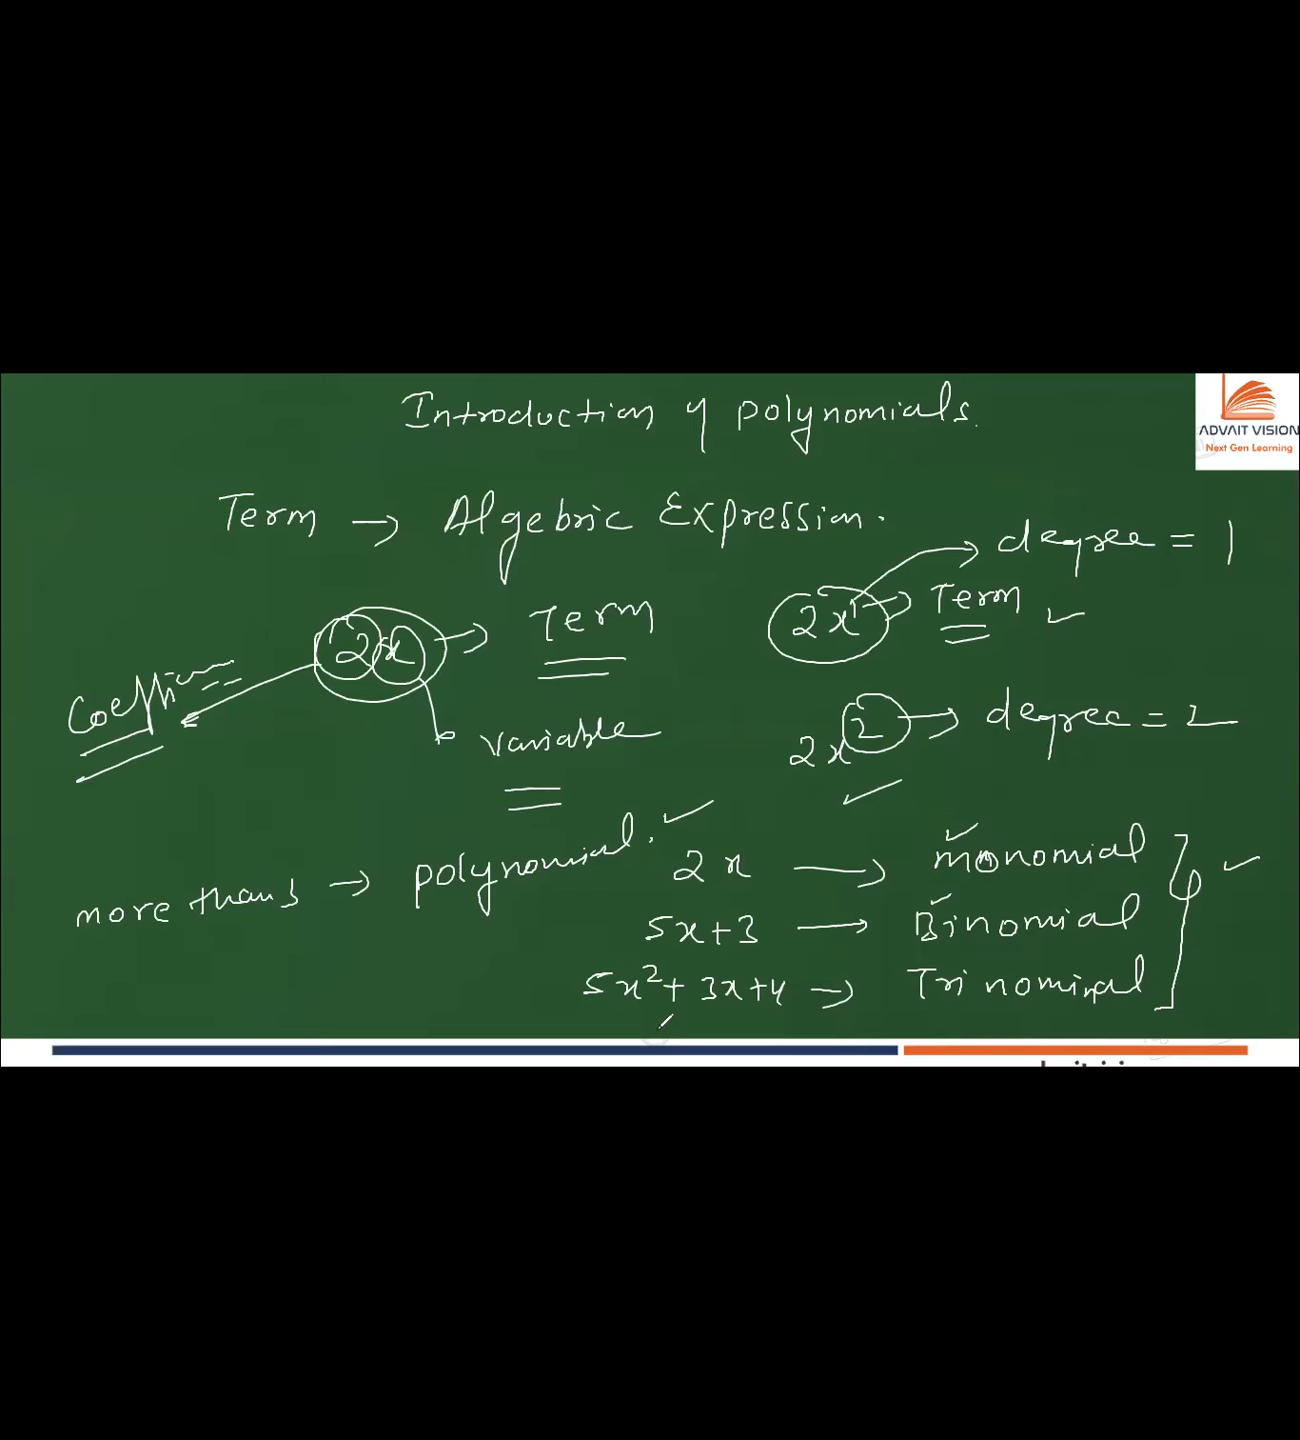 Introduction of polynomials.
ADVAIT VISION
Next Gen Learning
Term → Algebric Expression.
2x → Term
2x¹ → Term
degree = 1
variable
2x² → degree = 2
more than 3 → polynomial.
2x → monomial
5x+3 → Binomial
5x²+ 3x+4 → Trinomial